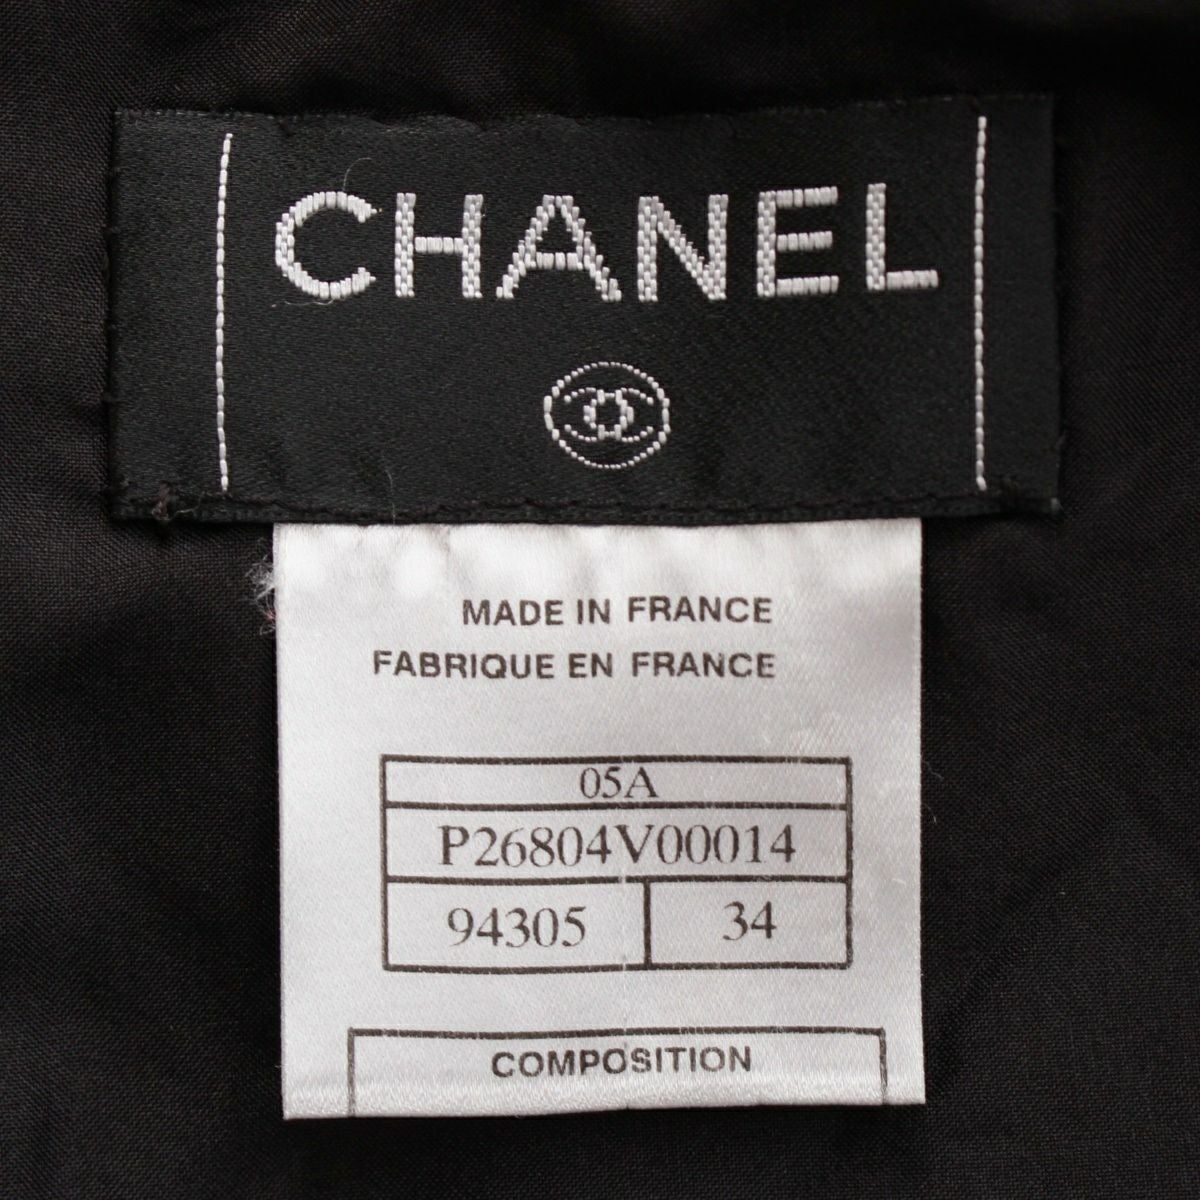 CHANEL
MADE IN FRANCE
FABRIQUE EN FRANCE
05A
P26804V00014
94305 34
COMPOSITION